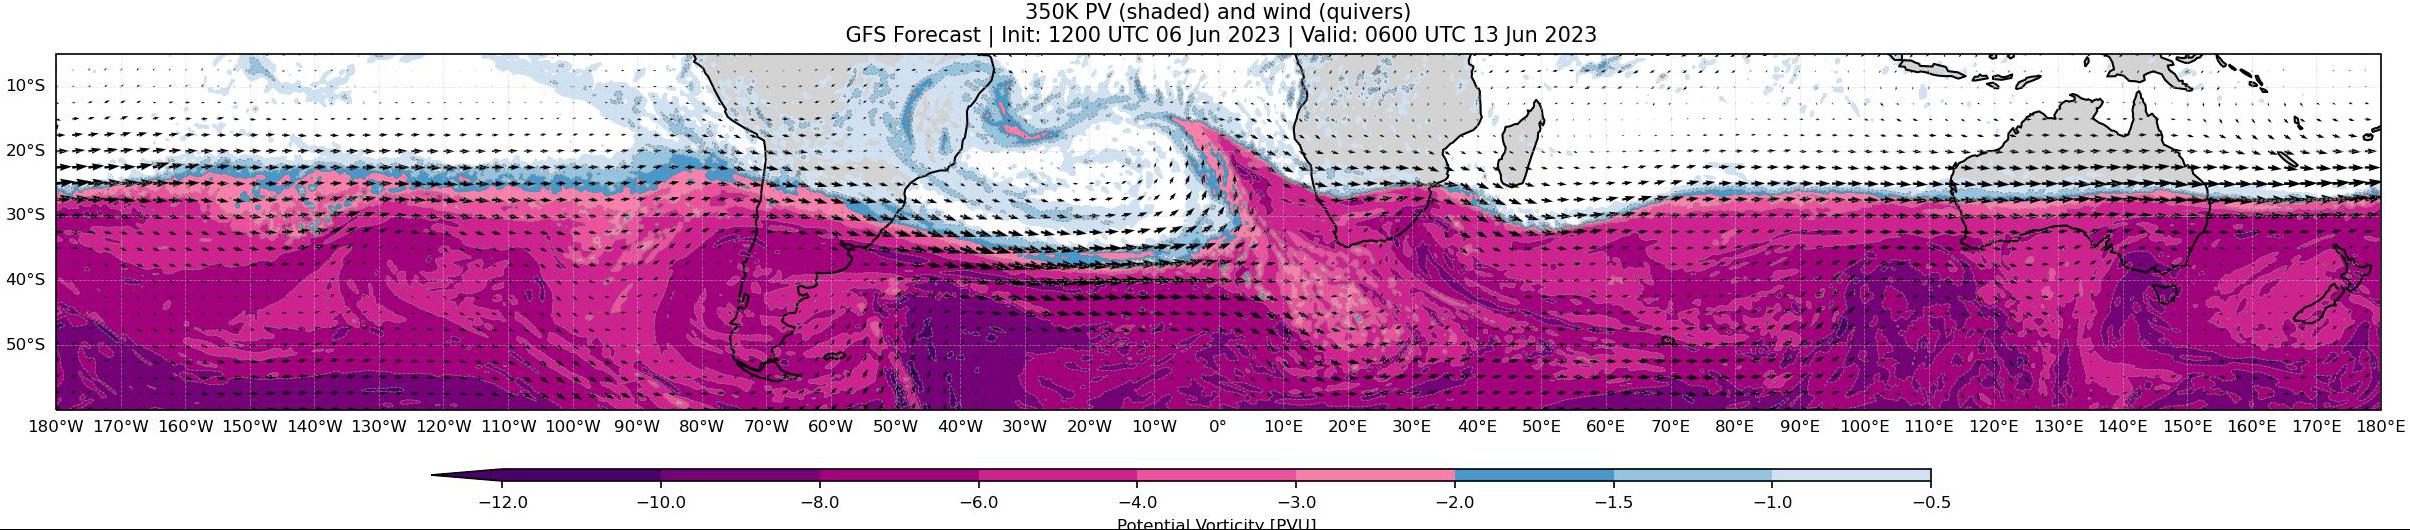 350K PV (shaded) and wind (quivers)
GFS Forecast | Init: 1200 UTC 06 Jun 2023 | Valid: 0600 UTC 13 Jun 2023
10°S
20°S
30°S
40°S
50°S
180°W 170°W 160°W 150°W 140°W 130°W 120°W 110°W 100°W 90°W 80°W 70°W 60°W 50°W 40°W 30°W 20°W 10°W 0° 10°E 20°E 30°E 40°E 50°E 60°E 70°E 80°E 90°E 100°E 110°E 120°E 130°E 140°E 150°E 160°E 170°E 180°E
−12.0 −10.0 −8.0 −6.0 −4.0 −3.0 −2.0 −1.5 −1.0 −0.5
Potential Vorticity [PVU]